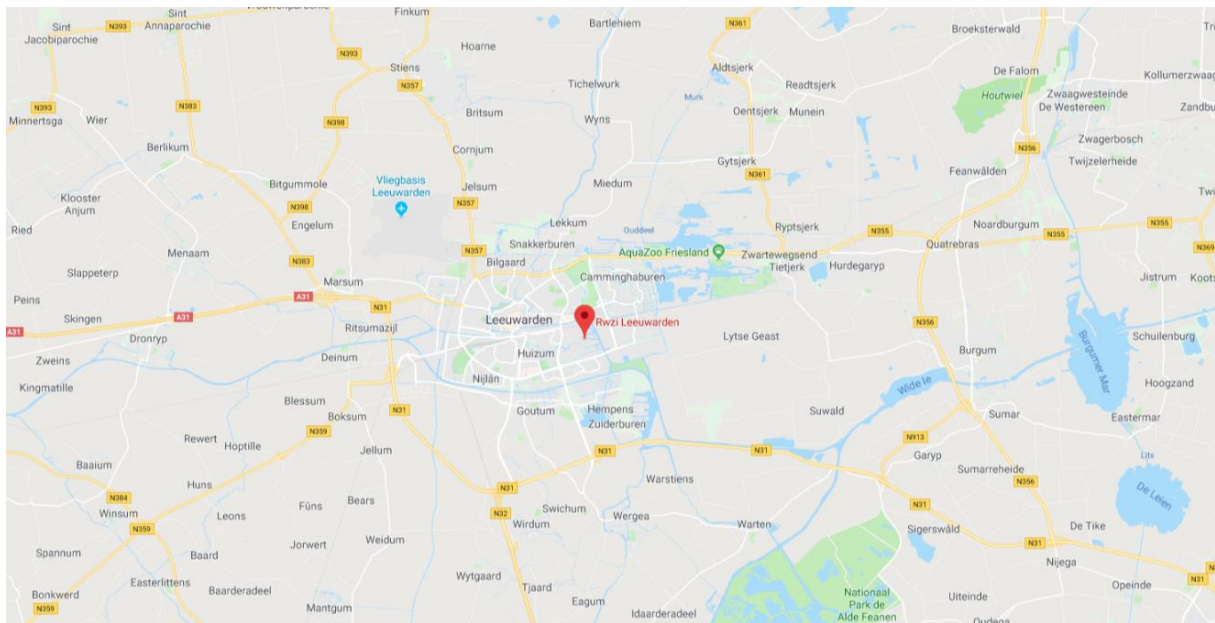 Vrouwenparochie
Finkum
Sint
Annaparochie
Sint
Jacobiparochie
N393
N361
Bartlehiem
Broeksterwald
Hoarne
N393
Stiens
Aldtsjerk
De Falom
N357
Tichelwurk
Readtsjerk
Kollumerzwaag
Houtwiel
Zwaagwesteinde
De Westereen
Murk
N393
N383
Britsum
Oentsjerk
Munein
Minnertsga
Wier
N398
Wyns
Zwagerbosch
Berlikum
Cornjum
N356
Twijzelerheide
Gytsjerk
N361
Feanwâlden
Vliegbasis
Leeuwarden
Bitgummole
Jelsum
Miedum
Klooster
Anjum
N398
N357
Engelum
Lekkum
Ried
Ouddeel
Ryptsjerk
N355
Noardburgum
N355
N355
Snakkerburen
Quatrebras
N369
Menaam
N357
AquaZoo Friesland
Zwartewegsend
Tietjerk
Hurdegaryp
N383
Bilgaard
Slappeterp
Camminghaburen
Jistrum
Marsum
Peins
A31
N31
Skingen
A31
Leeuwarden
Rwzi Leeuwarden
N356
A31
Ritsumazijl
Dronryp
Lytse Geast
Schuilenburg
Zweins
Deinum
Huizum
Burgum
Burgumer Mar
Kingmatille
Nijlân
Wide Ie
Hoogzand
Blessum
Boksum
N31
Goutum
Hempens
Zuiderburen
Suwald
Sumar
Eastermar
N359
Rewert
Hoptille
N913
Jellum
N31
N31
Garyp
Lits
Baaium
Sumarreheide
Huns
Warstiens
N356
N384
N31
De Leien
Winsum
Fûns
Bears
N31
Leons
N32
Swichum
Wergea
Wirdum
Warten
De Tike
N359
Sigerswâld
Weidum
Jorwert
N31
Spannum
Baard
Nijega
Wytgaard
Easterlittens
Tjaard
N31
Opeinde
Bonkwerd
Baarderadeel
Nationaal
Park de
Alde Feanen
Uiteinde
N359
Mantgum
Eagum
Idaarderadeel
Oudega